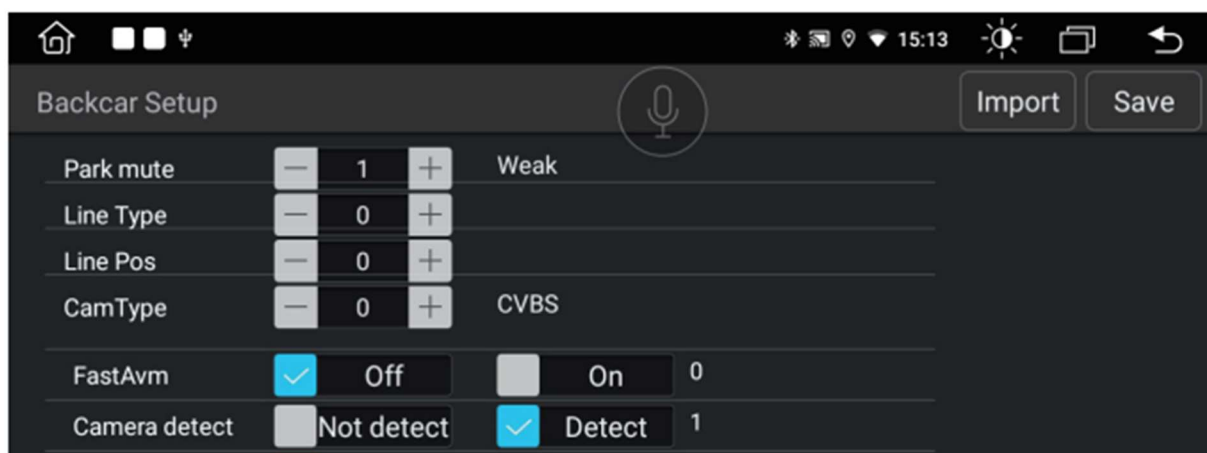 15:13
Backcar Setup Import Save
Park mute − 1 + Weak
Line Type − 0 +
Line Pos − 0 +
CamType − 0 + CVBS
FastAvm Off On 0
Camera detect Not detect Detect 1